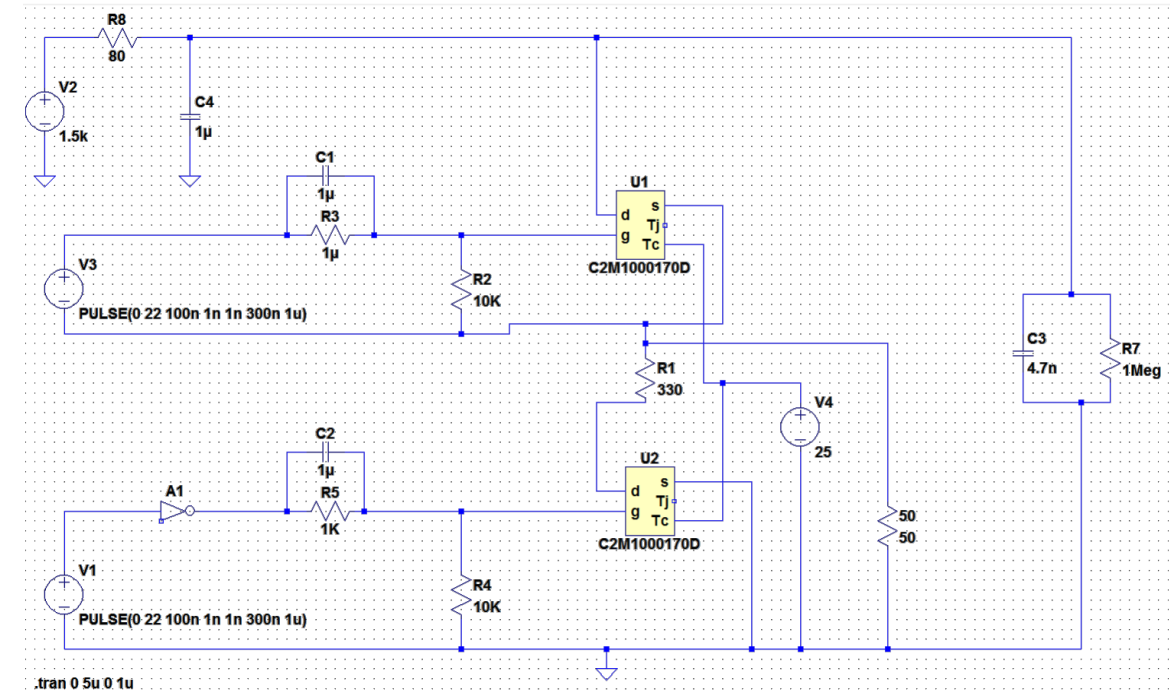 R8
80
V2
+
−
1.5k
C4
1µ
C1
1µ
R3
1µ
V3
+
−
PULSE(0 22 100n 1n 1n 300n 1u)
R2
10K
U1
d
g
s
Tj
Tc
C2M1000170D
R1
330
V4
+
−
25
C3
4.7n
R7
1Meg
C2
1µ
R5
1K
A1
V1
+
−
PULSE(0 22 100n 1n 1n 300n 1u)
R4
10K
U2
d
g
s
Tj
Tc
C2M1000170D
50
50
.tran 0 5u 0 1u